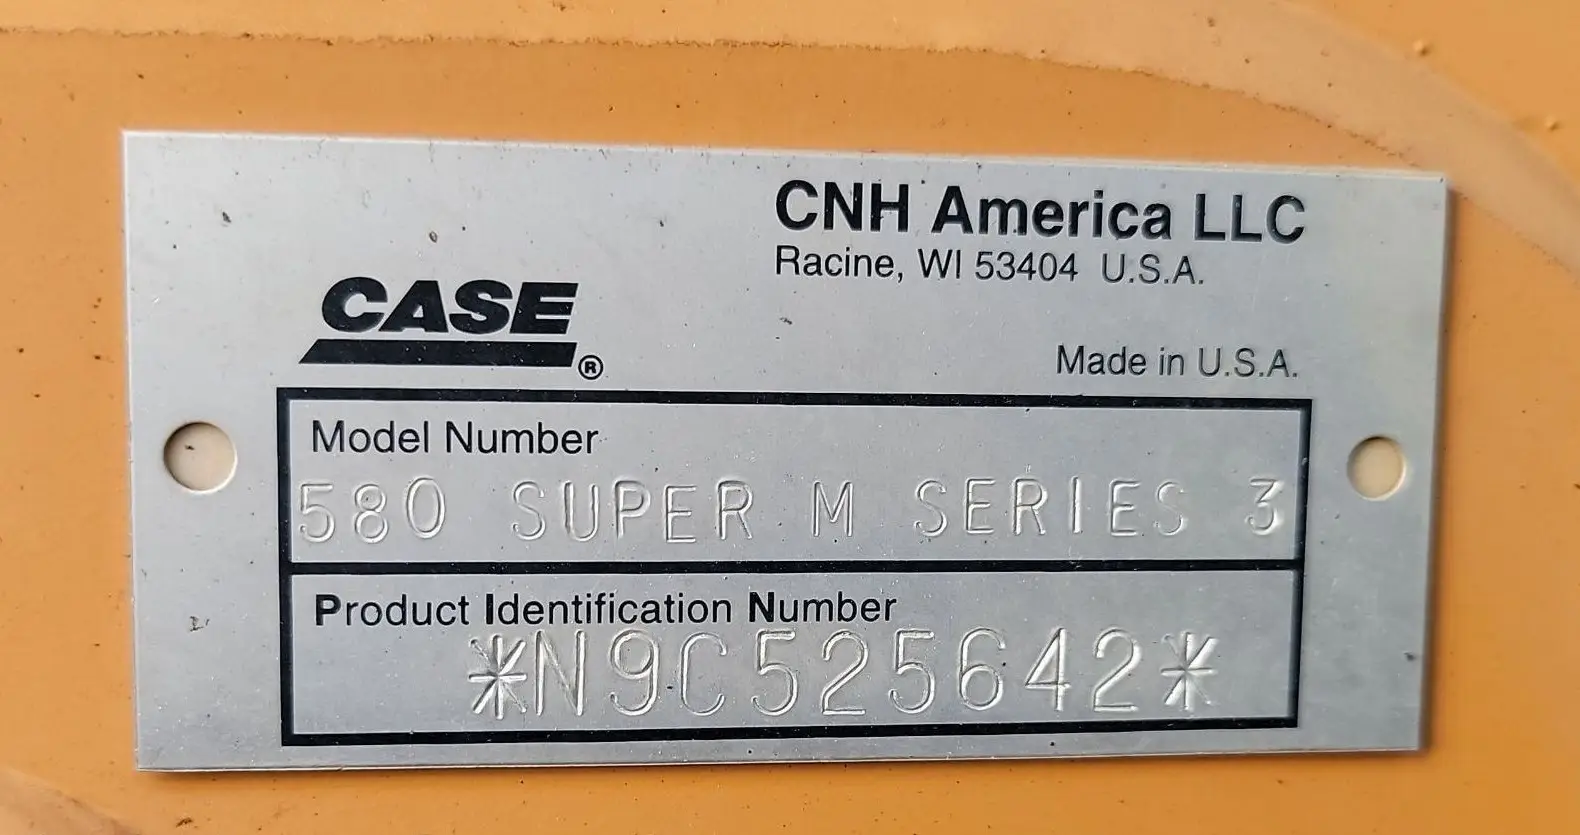 CNH America LLC
Racine, WI 53404 U.S.A.
CASE®
Made in U.S.A.
Model Number
580 SUPER M SERIES 3
Product Identification Number
*N9C525642*